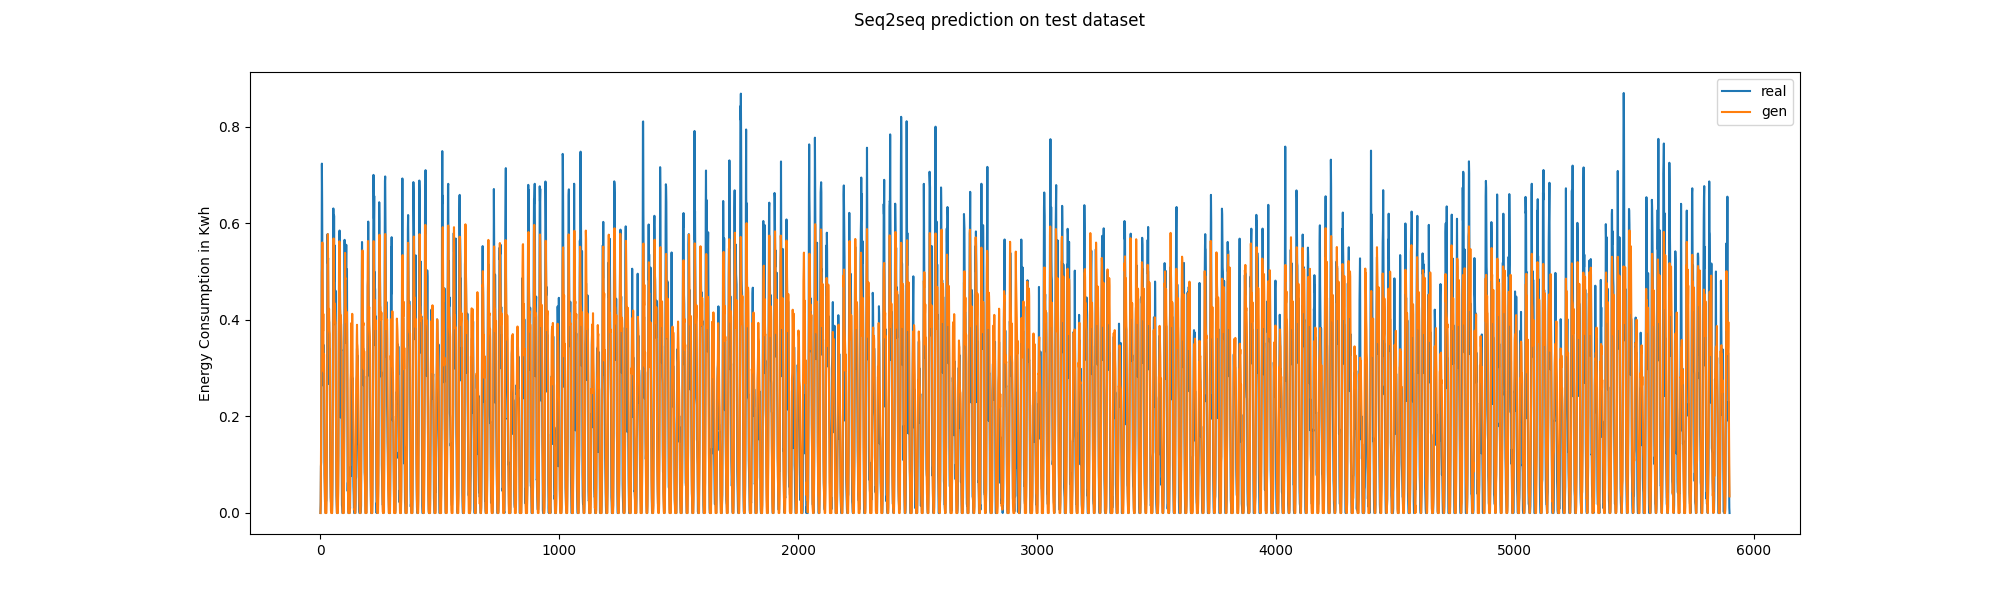 Seq2seq prediction on test dataset
real
gen
Energy Consumption in Kwh
0.8
0.6
0.4
0.2
0.0
0 1000 2000 3000 4000 5000 6000